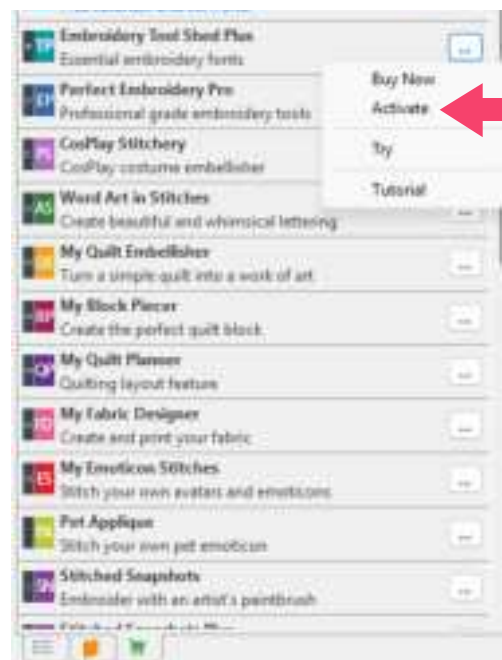 Embroidery Tool Shed Plus
Essential embroidery fonts
Buy Now
Perfect Embroidery Pro
Professional grade embroidery tools
Activate
CosPlay Stitchery
CosPlay costume embellisher
Try
Word Art in Stitches
Create beautiful and whimsical lettering
Tutorial
My Quilt Embellisher
Turn a simple quilt into a work of art
My Block Piecer
Create the perfect quilt block
My Quilt Planner
Quilting layout feature
My Fabric Designer
Create and print your fabric
My Emoticon Stitches
Stitch your own avatars and emoticons
Pet Applique
Stitch your own pet emoticon
Stitched Snapshots
Embroider with an artist's paintbrush